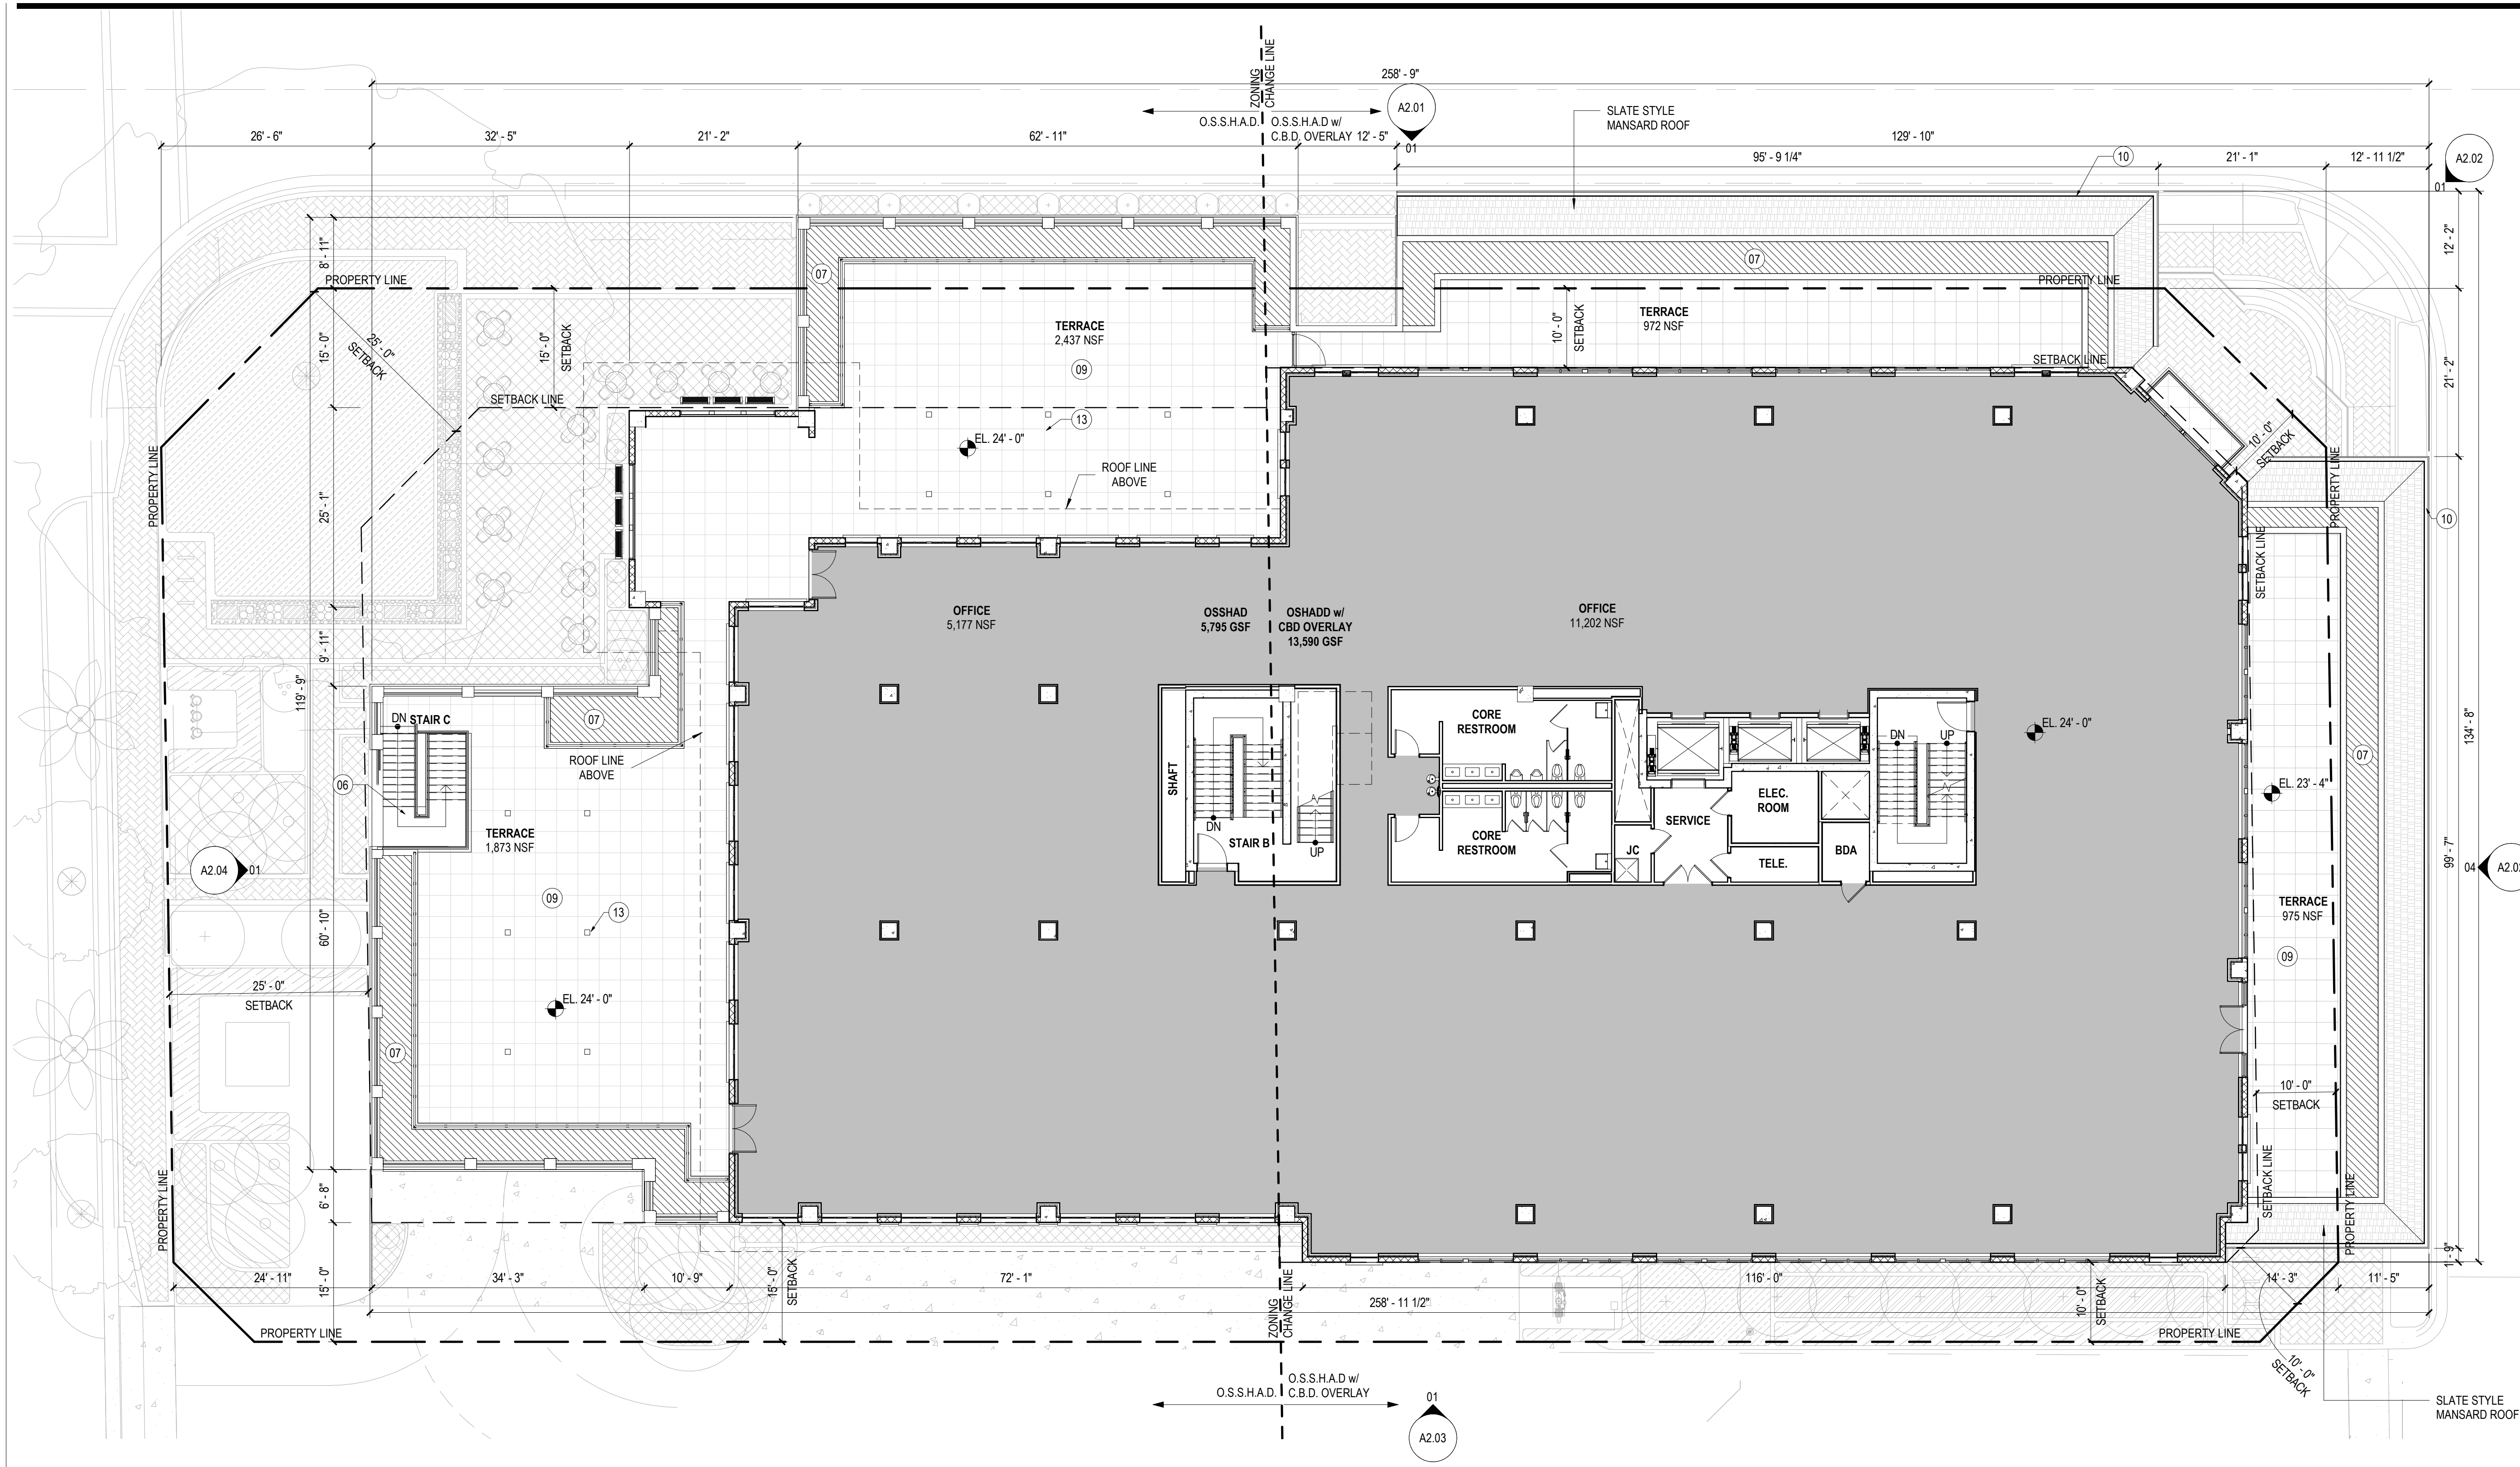 258' - 9"
ZONING
CHANGE LINE
A2.01
01
O.S.S.H.A.D.
O.S.S.H.A.D w/
C.B.D. OVERLAY
SLATE STYLE
MANSARD ROOF
26' - 6"
32' - 5"
21' - 2"
62' - 11"
12' - 5"
129' - 10"
95' - 9 1/4"
10
21' - 1"
12' - 11 1/2"
A2.02
01
8' - 11"
12' - 2"
PROPERTY LINE
07
07
PROPERTY LINE
25' - 0"
SETBACK
15' - 0"
15' - 0"
SETBACK
TERRACE
2,437 NSF
09
10' - 0"
SETBACK
TERRACE
972 NSF
SETBACK LINE
21' - 2"
SETBACK LINE
13
EL. 24' - 0"
ROOF LINE
ABOVE
10' - 0"
SETBACK
PROPERTY LINE
PROPERTY LINE
25' - 1"
10
SETBACK LINE
OFFICE
5,177 NSF
OSSHAD
5,795 GSF
OSHADD w/
CBD OVERLAY
13,590 GSF
OFFICE
11,202 NSF
9' - 11"
119' - 9"
DN
STAIR C
07
ROOF LINE
ABOVE
06
TERRACE
1,873 NSF
SHAFT
DN
STAIR B
UP
CORE
RESTROOM
CORE
RESTROOM
JC
SERVICE
ELEC.
ROOM
TELE.
BDA
DN
UP
EL. 24' - 0"
134' - 8"
07
EL. 23' - 4"
A2.04
01
09
13
60' - 10"
99' - 7"
04
TERRACE
975 NSF
09
25' - 0"
SETBACK
EL. 24' - 0"
07
10' - 0"
SETBACK
PROPERTY LINE
6' - 8"
SETBACK LINE
PROPERTY LINE
1' - 9"
24' - 11"
15' - 0"
34' - 3"
10' - 9"
15' - 0"
SETBACK
72' - 1"
116' - 0"
14' - 3"
11' - 5"
258' - 11 1/2"
10' - 0"
SETBACK
PROPERTY LINE
ZONING
CHANGE LINE
PROPERTY LINE
10' - 0"
SETBACK
O.S.S.H.A.D.
O.S.S.H.A.D w/
C.B.D. OVERLAY
01
A2.03
SLATE STYLE
MANSARD ROOF